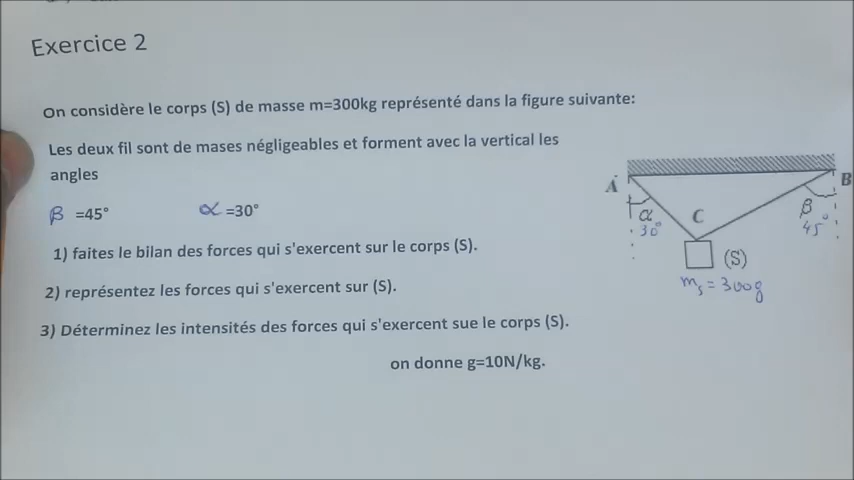 Exercice 2
On considère le corps (S) de masse m=300kg représenté dans la figure suivante:
Les deux fil sont de mases négligeables et forment avec la vertical les
angles
β =45° α =30°
1) faites le bilan des forces qui s'exercent sur le corps (S).
2) représentez les forces qui s'exercent sur (S).
3) Déterminez les intensités des forces qui s'exercent sue le corps (S).
on donne g=10N/kg.
A B
α C β
30° 45°
(S)
mₛ = 300g